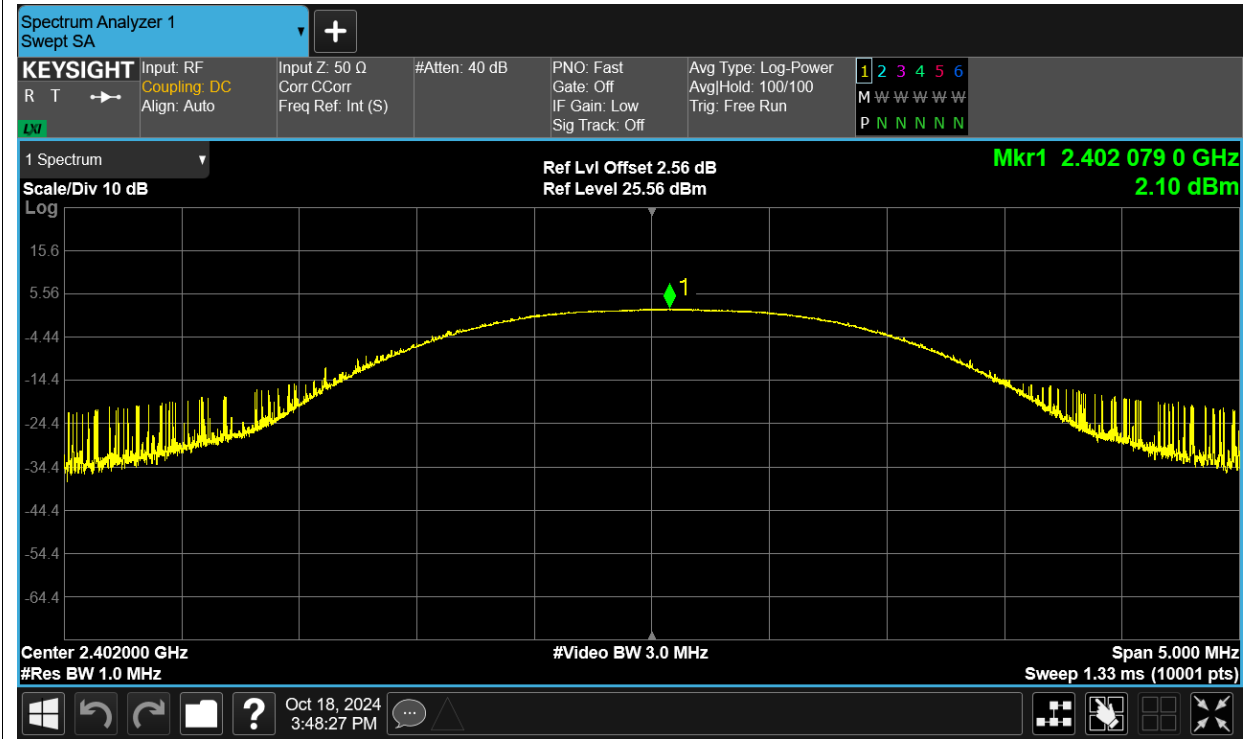 Spectrum Analyzer 1
Swept SA
+
KEYSIGHT
R T
LXI
Input: RF
Coupling: DC
Align: Auto
Input Z: 50 Ω
Corr CCorr
Freq Ref: Int (S)
#Atten: 40 dB
PNO: Fast
Gate: Off
IF Gain: Low
Sig Track: Off
Avg Type: Log-Power
Avg|Hold: 100/100
Trig: Free Run
1 2 3 4 5 6
M W W W W W
P N N N N N
1 Spectrum
Scale/Div 10 dB
Log
Ref Lvl Offset 2.56 dB
Ref Level 25.56 dBm
Mkr1 2.402 079 0 GHz
2.10 dBm
15.6
5.56
-4.44
-14.4
-24.4
-34.4
-44.4
-54.4
-64.4
1
Center 2.402000 GHz
#Res BW 1.0 MHz
#Video BW 3.0 MHz
Span 5.000 MHz
Sweep 1.33 ms (10001 pts)
?
Oct 18, 2024
3:48:27 PM